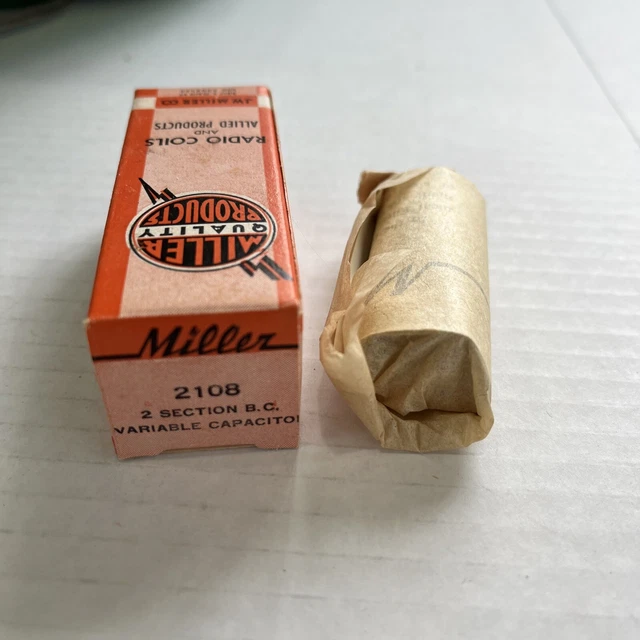 J.W. MILLER CO
ALLIED PRODUCTS
AND
RADIO COILS
MILLER
QUALITY
PRODUCTS
Miller
2108
2 SECTION B.C.
VARIABLE CAPACITO